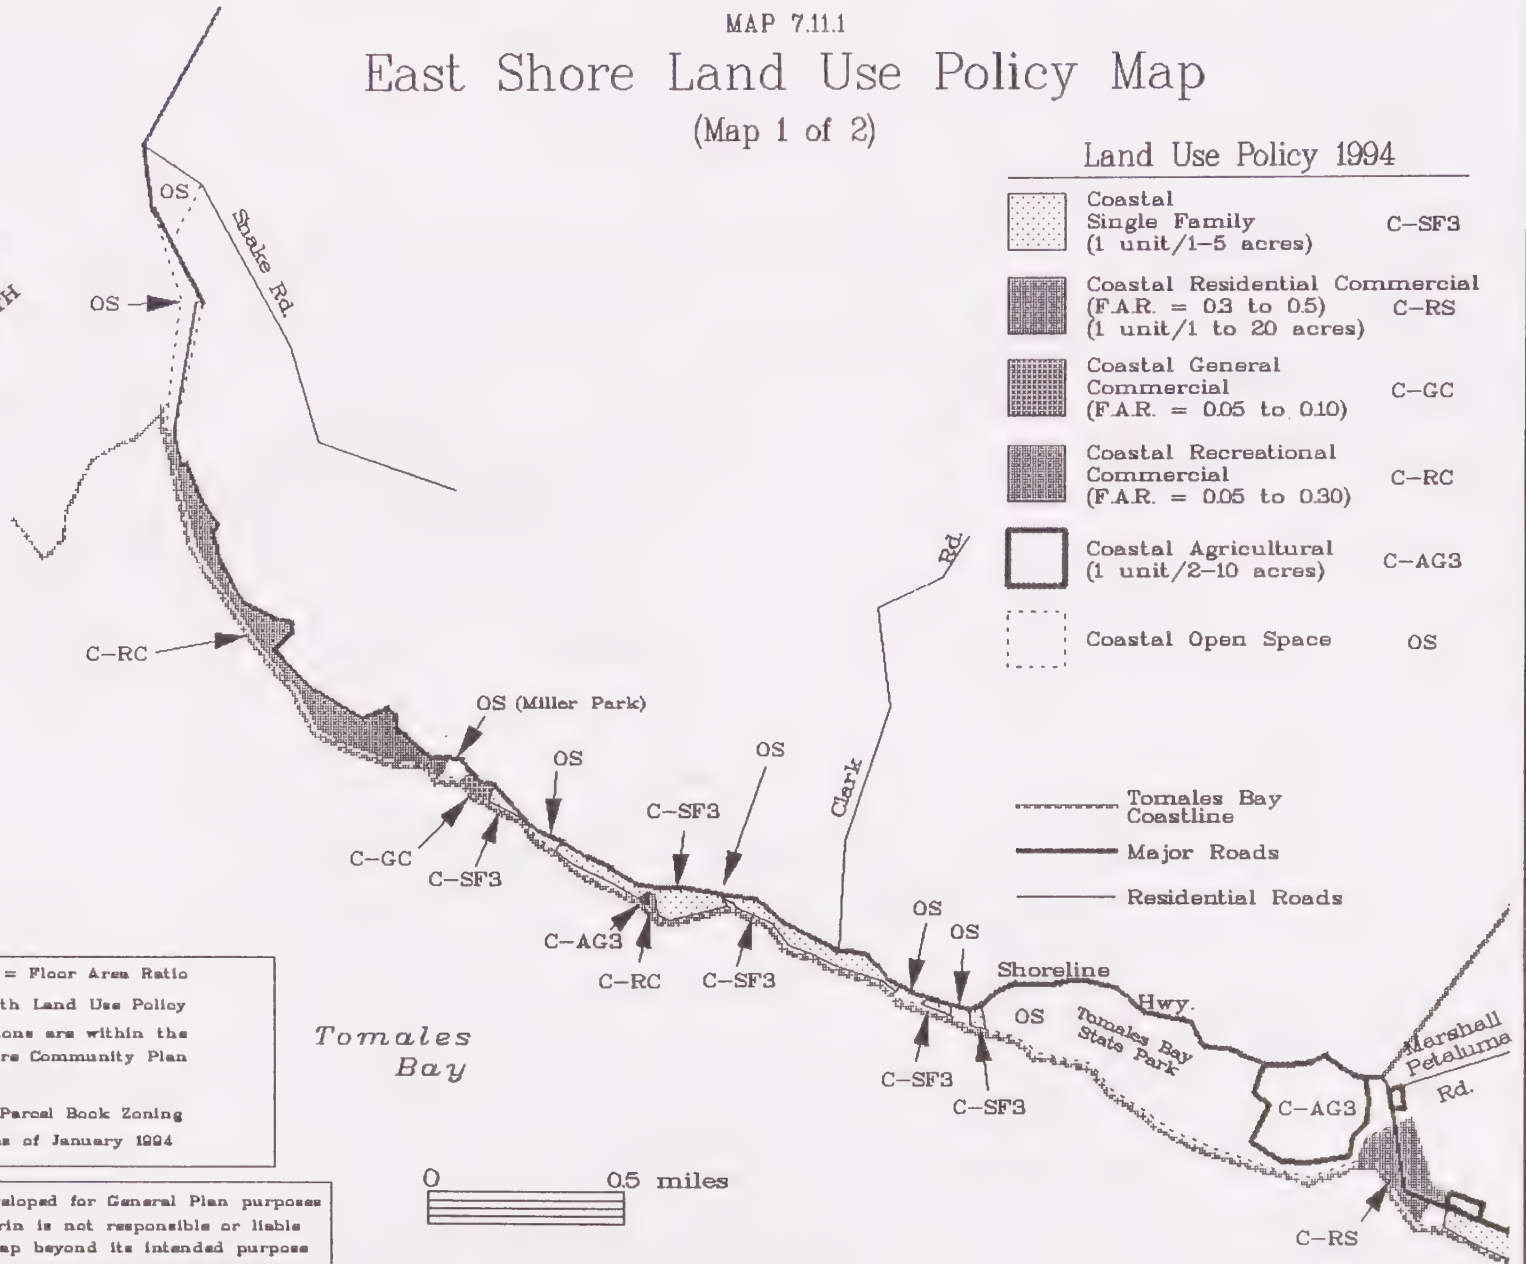 MAP 7.11.1
East Shore Land Use Policy Map
(Map 1 of 2)
Land Use Policy 1994
Coastal
Single Family
(1 unit/1-5 acres)
C-SF3
Coastal Residential Commercial
(F.A.R. = 0.3 to 0.5)
C-RS
(1 unit/1 to 20 acres)
Coastal General
Commercial
C-GC
(F.A.R. = 0.05 to 0.10)
Coastal Recreational
Commercial
C-RC
(F.A.R. = 0.05 to 0.30)
Coastal Agricultural
C-AG3
(1 unit/2-10 acres)
Coastal Open Space
OS
Tomales Bay
Coastline
Major Roads
Residential Roads
OS
Snake Rd.
OS
TH
C-RC
OS (Miller Park)
OS
OS
C-SF3
Clark Rd.
C-GC
C-SF3
C-AG3
C-RC
C-SF3
OS
OS
Shoreline Hwy.
OS
Tomales Bay
State Park
C-SF3
C-SF3
C-AG3
Marshall
Petaluma
Rd.
C-RS
Tomales
Bay
0 0.5 miles
= Floor Area Ratio
th Land Use Policy
ons are within the
re Community Plan
Parcel Book Zoning
as of January 1994
eloped for General Plan purposes
rin is not responsible or liable
ap beyond its intended purpose